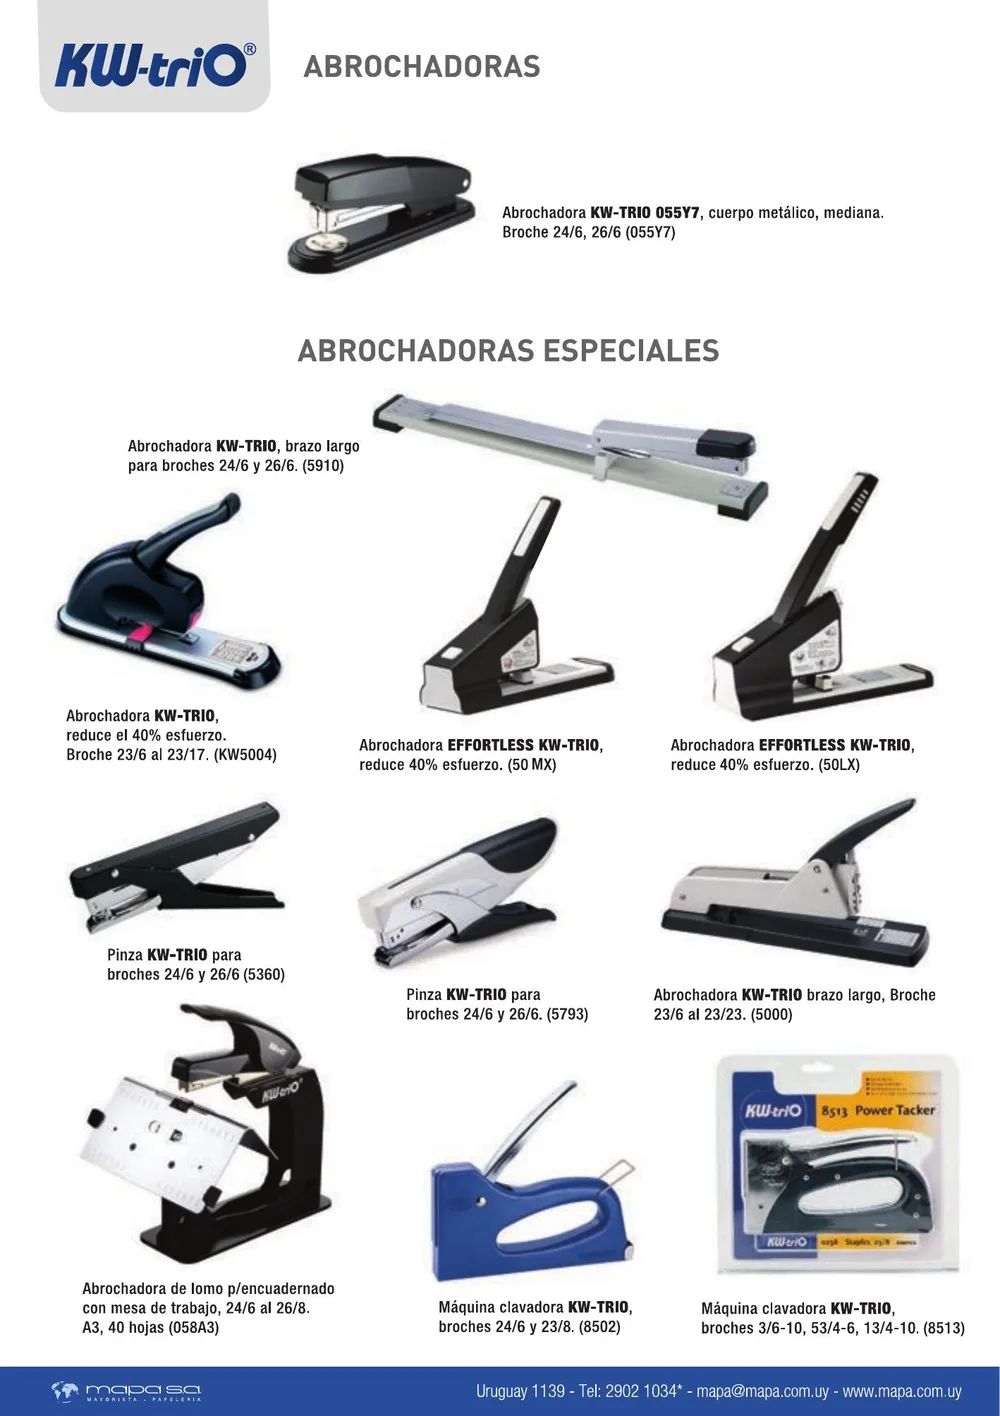 KW-triO®
ABROCHADORAS
Abrochadora KW-TRIO 055Y7, cuerpo metálico, mediana.
Broche 24/6, 26/6 (055Y7)
ABROCHADORAS ESPECIALES
Abrochadora KW-TRIO, brazo largo
para broches 24/6 y 26/6. (5910)
Abrochadora KW-TRIO,
reduce el 40% esfuerzo.
Broche 23/6 al 23/17. (KW5004)
Abrochadora EFFORTLESS KW-TRIO,
reduce 40% esfuerzo. (50 MX)
Abrochadora EFFORTLESS KW-TRIO,
reduce 40% esfuerzo. (50LX)
Pinza KW-TRIO para
broches 24/6 y 26/6 (5360)
Pinza KW-TRIO para
broches 24/6 y 26/6. (5793)
Abrochadora KW-TRIO brazo largo, Broche
23/6 al 23/23. (5000)
KW-triO
KW-triO
Abrochadora de lomo p/encuadernado
con mesa de trabajo, 24/6 al 26/8.
A3, 40 hojas (058A3)
Máquina clavadora KW-TRIO,
broches 24/6 y 23/8. (8502)
KW-triO
8513 Power Tacker
KW-triO
0238 Staples 23/8
Máquina clavadora KW-TRIO,
broches 3/6-10, 53/4-6, 13/4-10. (8513)
mapa sa
MAYORISTA - PAPELERIA
Uruguay 1139 - Tel: 2902 1034* - mapa@mapa.com.uy - www.mapa.com.uy